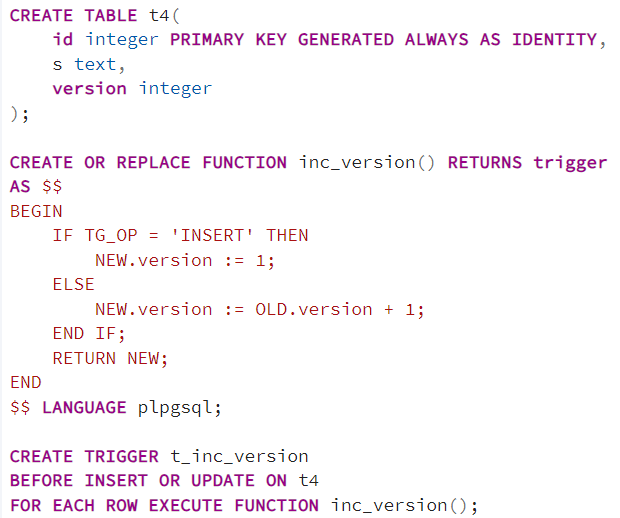 CREATE TABLE t4(
    id integer PRIMARY KEY GENERATED ALWAYS AS IDENTITY,
    s text,
    version integer
);

CREATE OR REPLACE FUNCTION inc_version() RETURNS trigger
AS $$
BEGIN
    IF TG_OP = 'INSERT' THEN
        NEW.version := 1;
    ELSE
        NEW.version := OLD.version + 1;
    END IF;
    RETURN NEW;
END
$$ LANGUAGE plpgsql;

CREATE TRIGGER t_inc_version
BEFORE INSERT OR UPDATE ON t4
FOR EACH ROW EXECUTE FUNCTION inc_version();